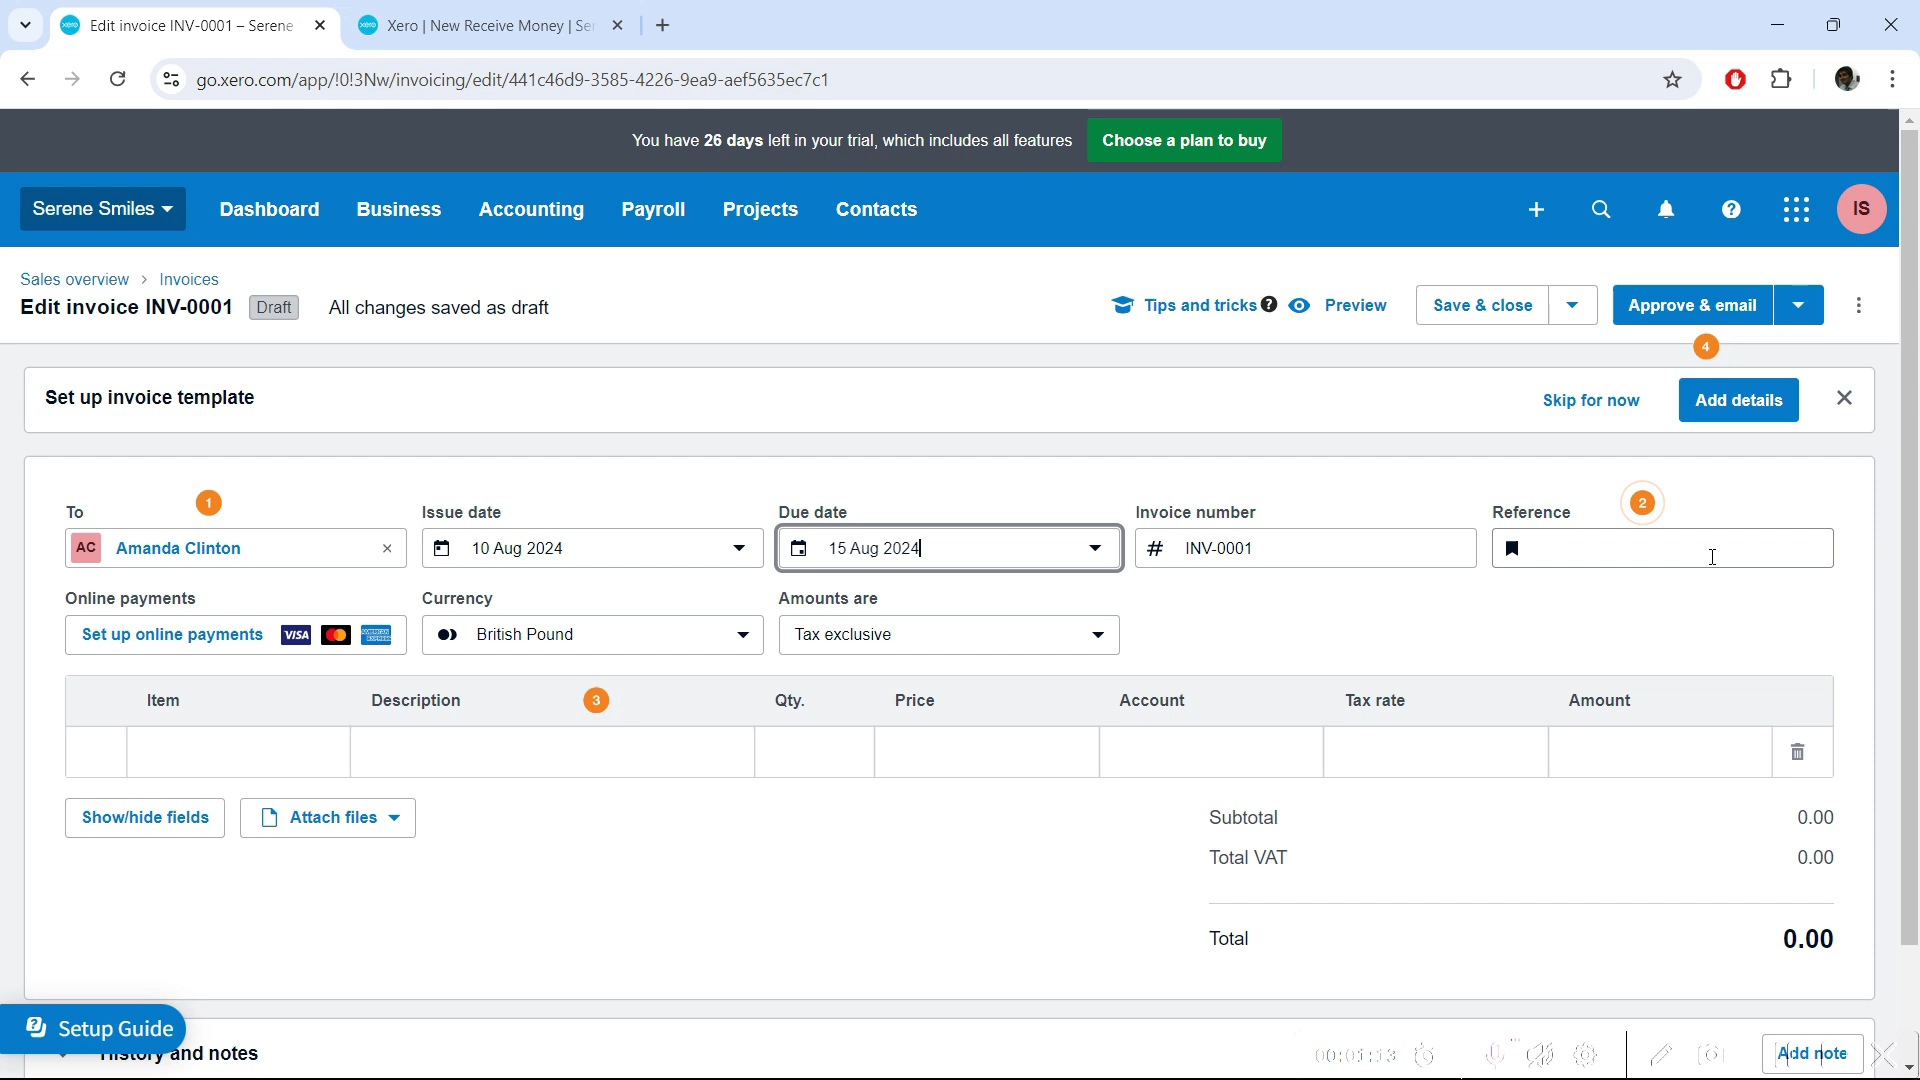 Edit invoice INV-0001 – Serene
Xero | New Receive Money | Se
go.xero.com/app/!0!3Nw/invoicing/edit/441c46d9-3585-4226-9ea9-aef5635ec7c1
You have 26 days left in your trial, which includes all features
Choose a plan to buy
Serene Smiles
Dashboard
Business
Accounting
Payroll
Projects
Contacts
IS
Sales overview > Invoices
Edit invoice INV-0001
Draft
All changes saved as draft
Tips and tricks
Preview
Save & close
Approve & email
4
Set up invoice template
Skip for now
Add details
1
2
To
Issue date
Due date
Invoice number
Reference
AC
Amanda Clinton
10 Aug 2024
15 Aug 2024
# INV-0001
Online payments
Currency
Amounts are
Set up online payments
VISA
AMERICAN EXPRESS
British Pound
Tax exclusive
Item
Description
3
Qty.
Price
Account
Tax rate
Amount
Show/hide fields
Attach files
Subtotal
0.00
Total VAT
0.00
Total
0.00
Setup Guide
History and notes
00:01:13
Add note